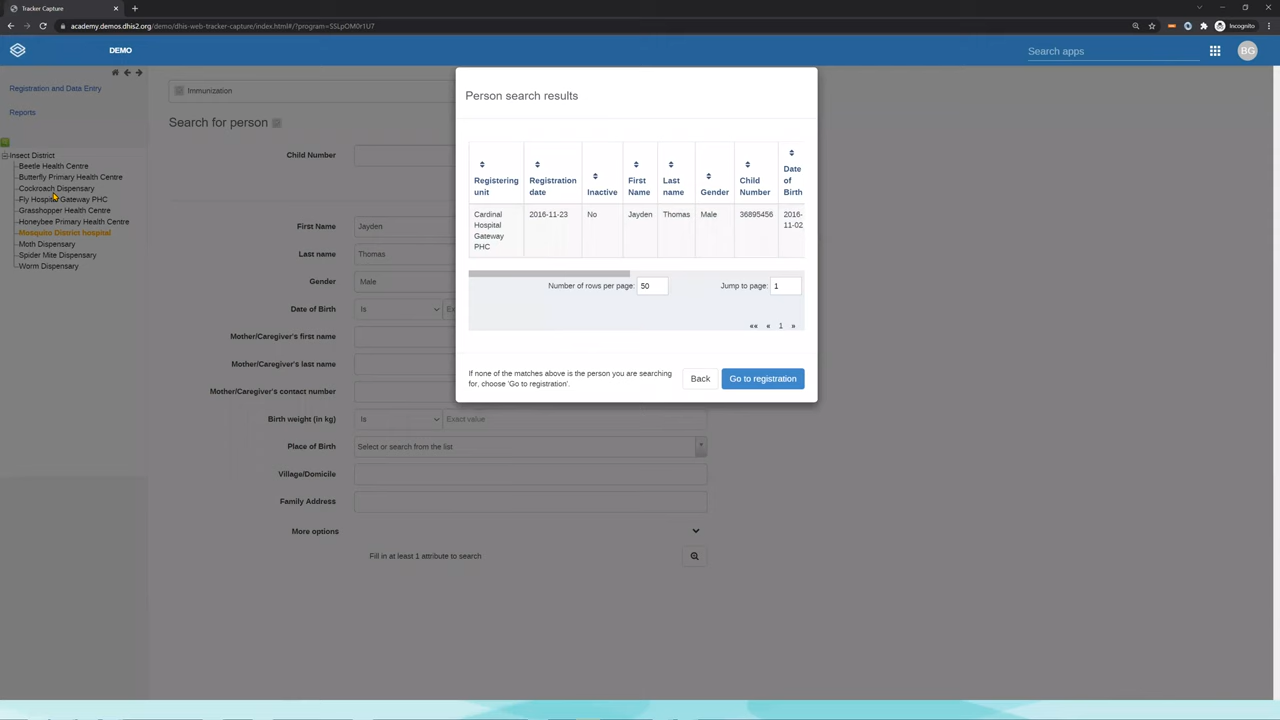 Tracker Capture
academy.demos.dhis2.org/demo/dhis-web-tracker-capture/index.html#/?program=SSLpOM0r1U7
Incognito
DEMO
Search apps
BG
Registration and Data Entry
Reports
Insect District
Beetle Health Centre
Butterfly Primary Health Centre
Cockroach Dispensary
Fly Hospital Gateway PHC
Grasshopper Health Centre
Honeybee Primary Health Centre
Mosquito District hospital
Moth Dispensary
Spider Mite Dispensary
Worm Dispensary
Immunization
Search for person
Child Number
First Name Jayden
Last name Thomas
Gender Male
Date of Birth Is
Mother/Caregiver's first name
Mother/Caregiver's last name
Mother/Caregiver's contact number
Birth weight (in kg) Is Exact value
Place of Birth Select or search from the list
Village/Domicile
Family Address
More options
Fill in at least 1 attribute to search
Person search results
Registering unit
Registration date
Inactive
First Name
Last name
Gender
Child Number
Date of Birth
Cardinal Hospital Gateway PHC
2016-11-23
No
Jayden
Thomas
Male
36895456
2016-11-02
Number of rows per page: 50
Jump to page: 1
«« « 1 »
If none of the matches above is the person you are searching
for, choose 'Go to registration'.
Back
Go to registration